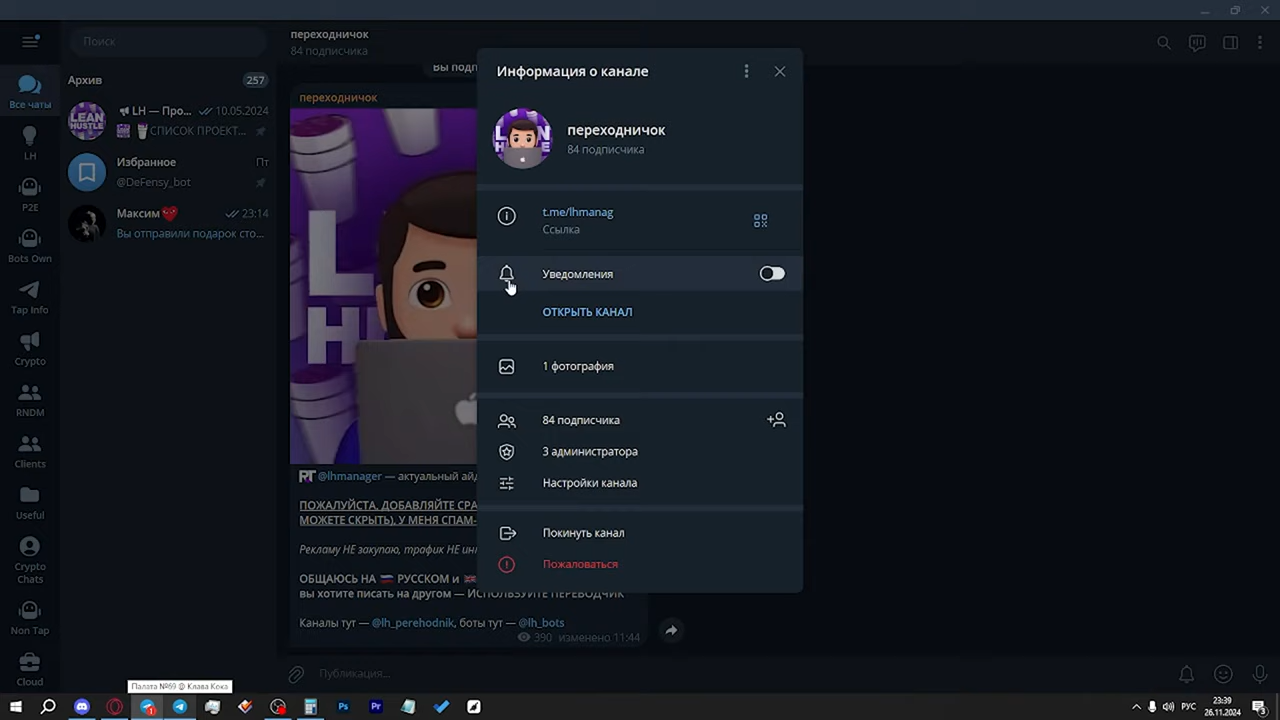 Поиск
переходничок
84 подписчика
Архив
257
Все чаты
LH — Про...
10.05.2024
СПИСОК ПРОЕКТ...
LH
Избранное
Пт
@DeFensy_bot
P2E
Максим❤️
23:14
Вы отправили подарок сто...
Bots Own
Tap Info
Crypto
RNDM
Clients
Useful
Crypto
Chats
Non Tap
Cloud
переходничок
LEAN
HUSTLE
Информация о канале
переходничок
84 подписчика
t.me/lhmanag
Ссылка
Уведомления
ОТКРЫТЬ КАНАЛ
1 фотография
84 подписчика
3 администратора
Настройки канала
Покинуть канал
Пожаловаться
@lhmanager — актуальный ай
ПОЖАЛУЙСТА, ДОБАВЛЯЙТЕ СРА
МОЖЕТЕ СКРЫТЬ), У МЕНЯ СПАМ-
Рекламу НЕ закупаю, трафик НЕ
ОБЩАЮСЬ НА 🇷🇺 РУССКОМ и 🇬🇧
вы хотите писать на другом — ИСПОЛЬЗУЙТЕ ПЕРЕВОДЧИК
Каналы тут — @lh_perehodnik, боты тут — @lh_bots
390 изменено 11:44
Публикация...
Палата №69 @ Клава Кока
РУС
23:39
26.11.2024